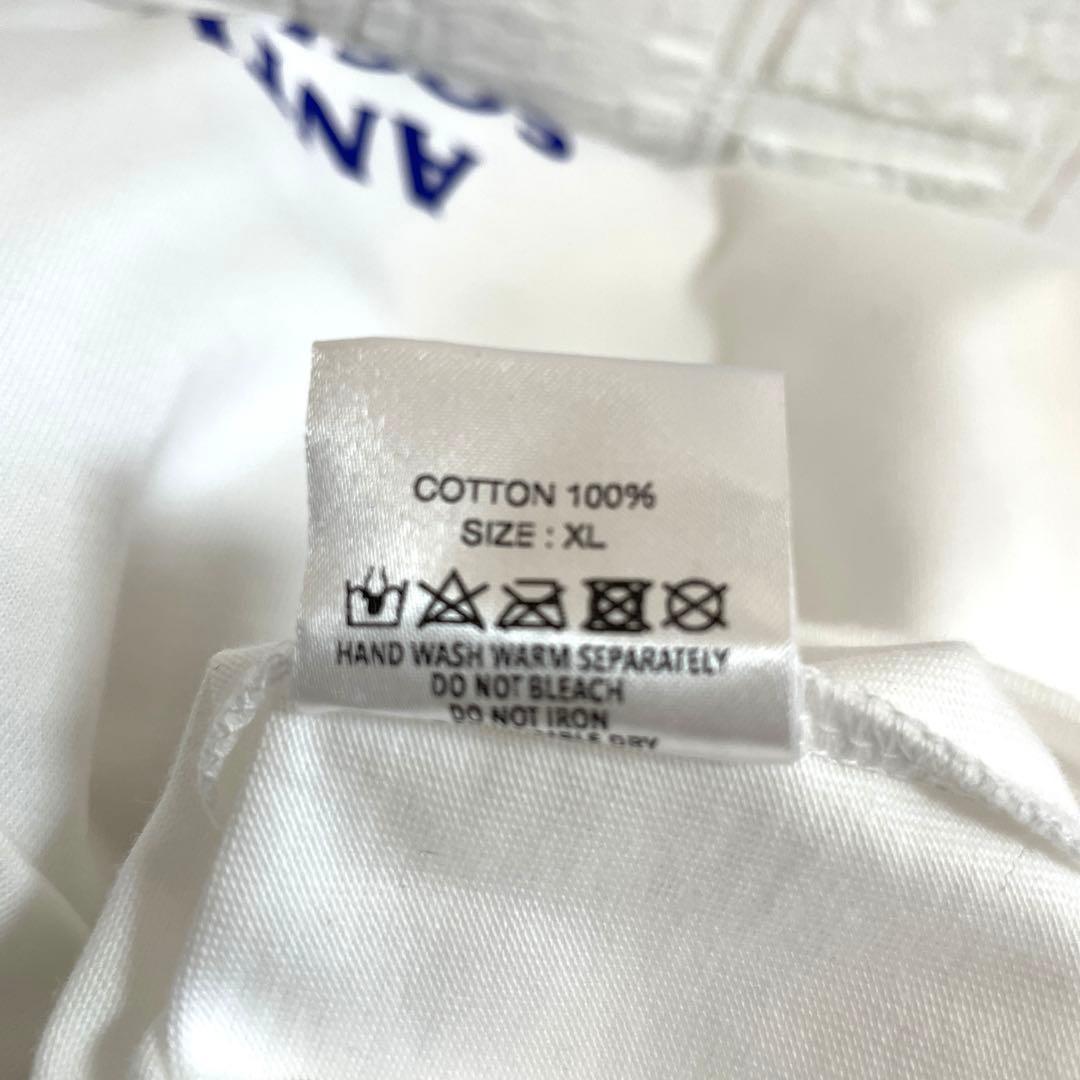 COTTON 100%
SIZE : XL
HAND WASH WARM SEPARATELY
DO NOT BLEACH
DO NOT IRON